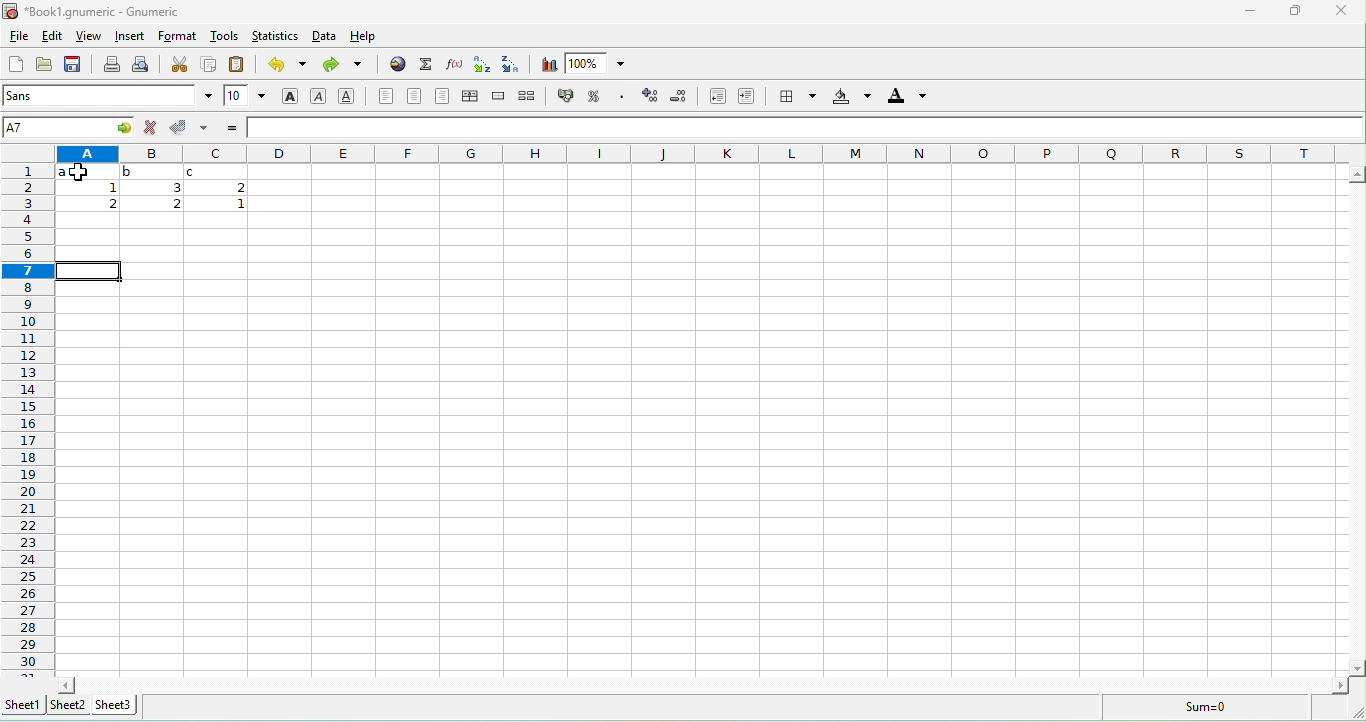 *Book1.gnumeric - Gnumeric
File Edit View Insert Format Tools Statistics Data Help
f(x) 100%
Sans 10 A A A % A
A7 =
A B C D E F G H I J K L M N O P Q R S T
1 a b c
2 1 3 2
3 2 2 1
4
5
6
7
8
9
10
11
12
13
14
15
16
17
18
19
20
21
22
23
24
25
26
27
28
29
30
31
Sheet1 Sheet2 Sheet3 Sum=0